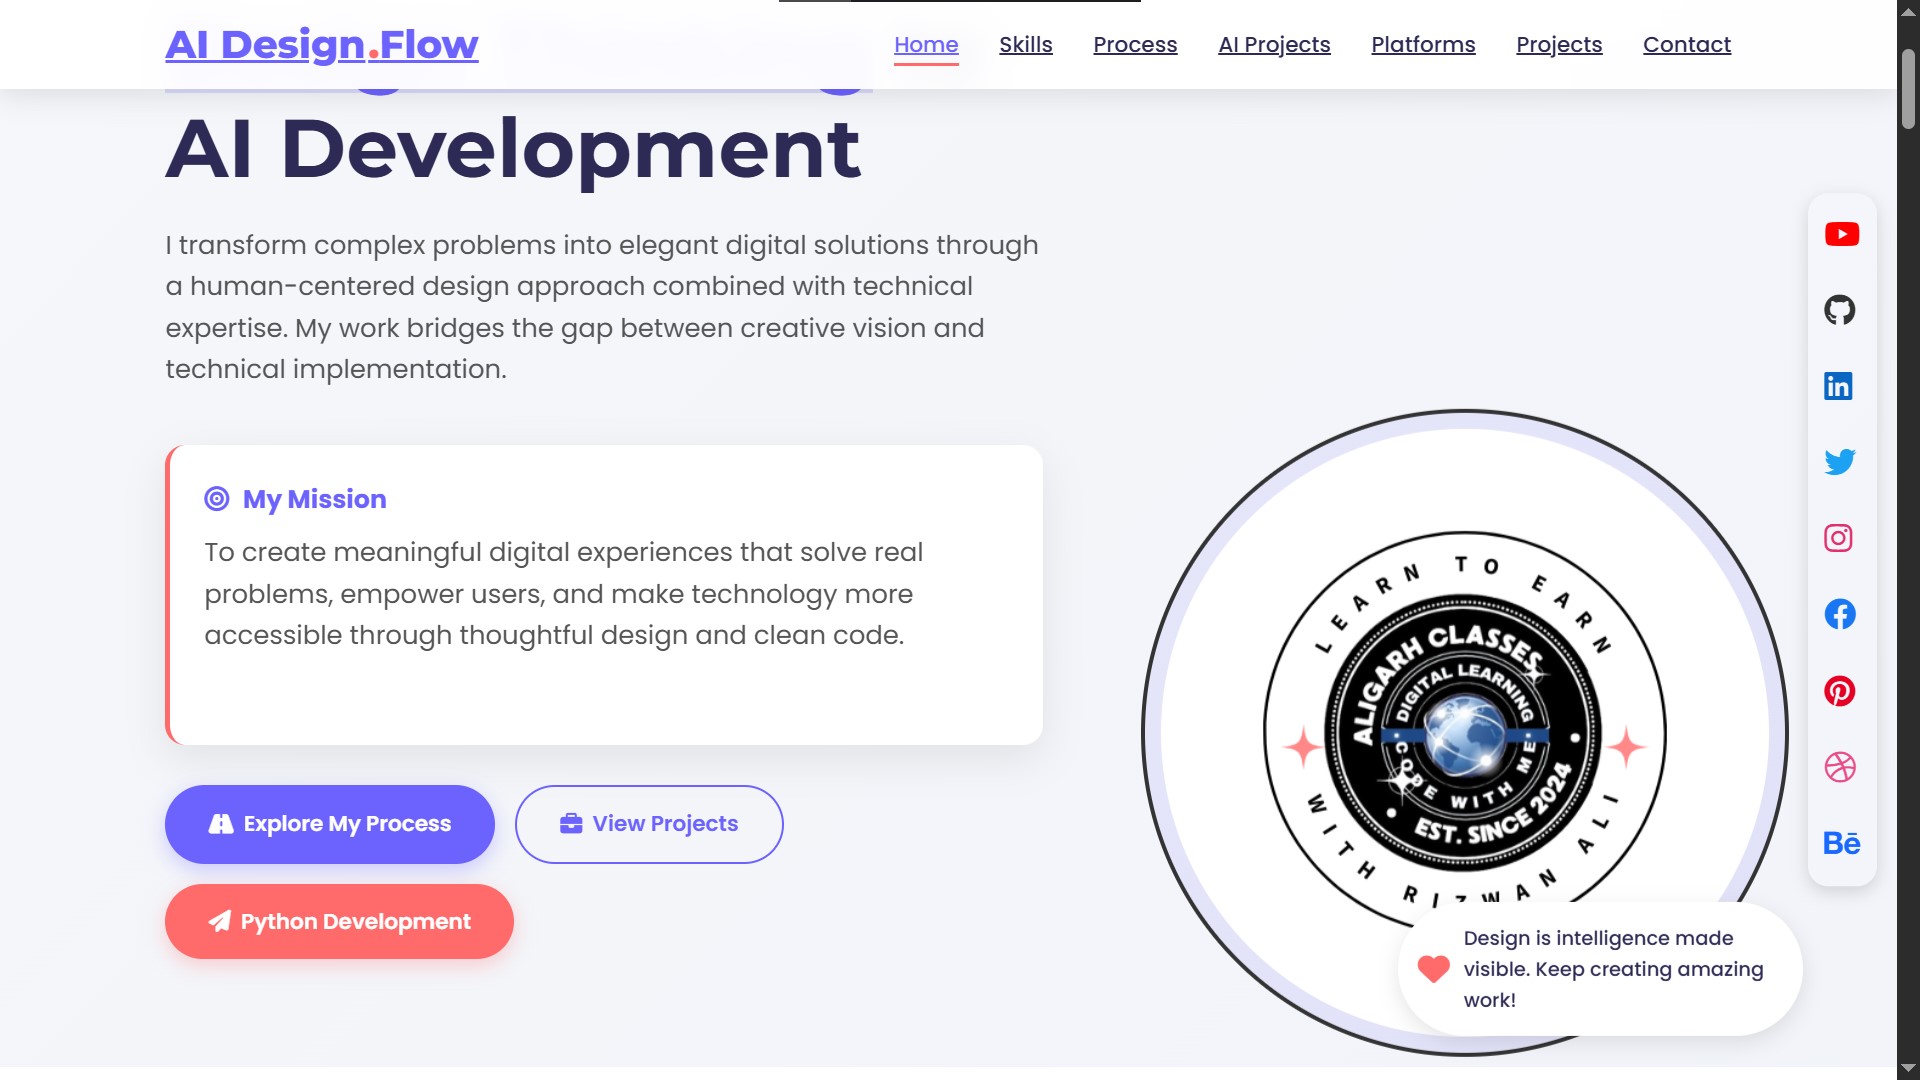 AI Design.Flow
Home
Skills
Process
AI Projects
Platforms
Projects
Contact
AI Development
I transform complex problems into elegant digital solutions through
a human-centered design approach combined with technical
expertise. My work bridges the gap between creative vision and
technical implementation.
My Mission
To create meaningful digital experiences that solve real
problems, empower users, and make technology more
accessible through thoughtful design and clean code.
Explore My Process
View Projects
Python Development
LEARN TO EARN
ALIGARH CLASSES
DIGITAL LEARNING
CODE WITH ME
EST. SINCE 2024
WITH RIZWAN ALI
Design is intelligence made
visible. Keep creating amazing
work!
in
Bē